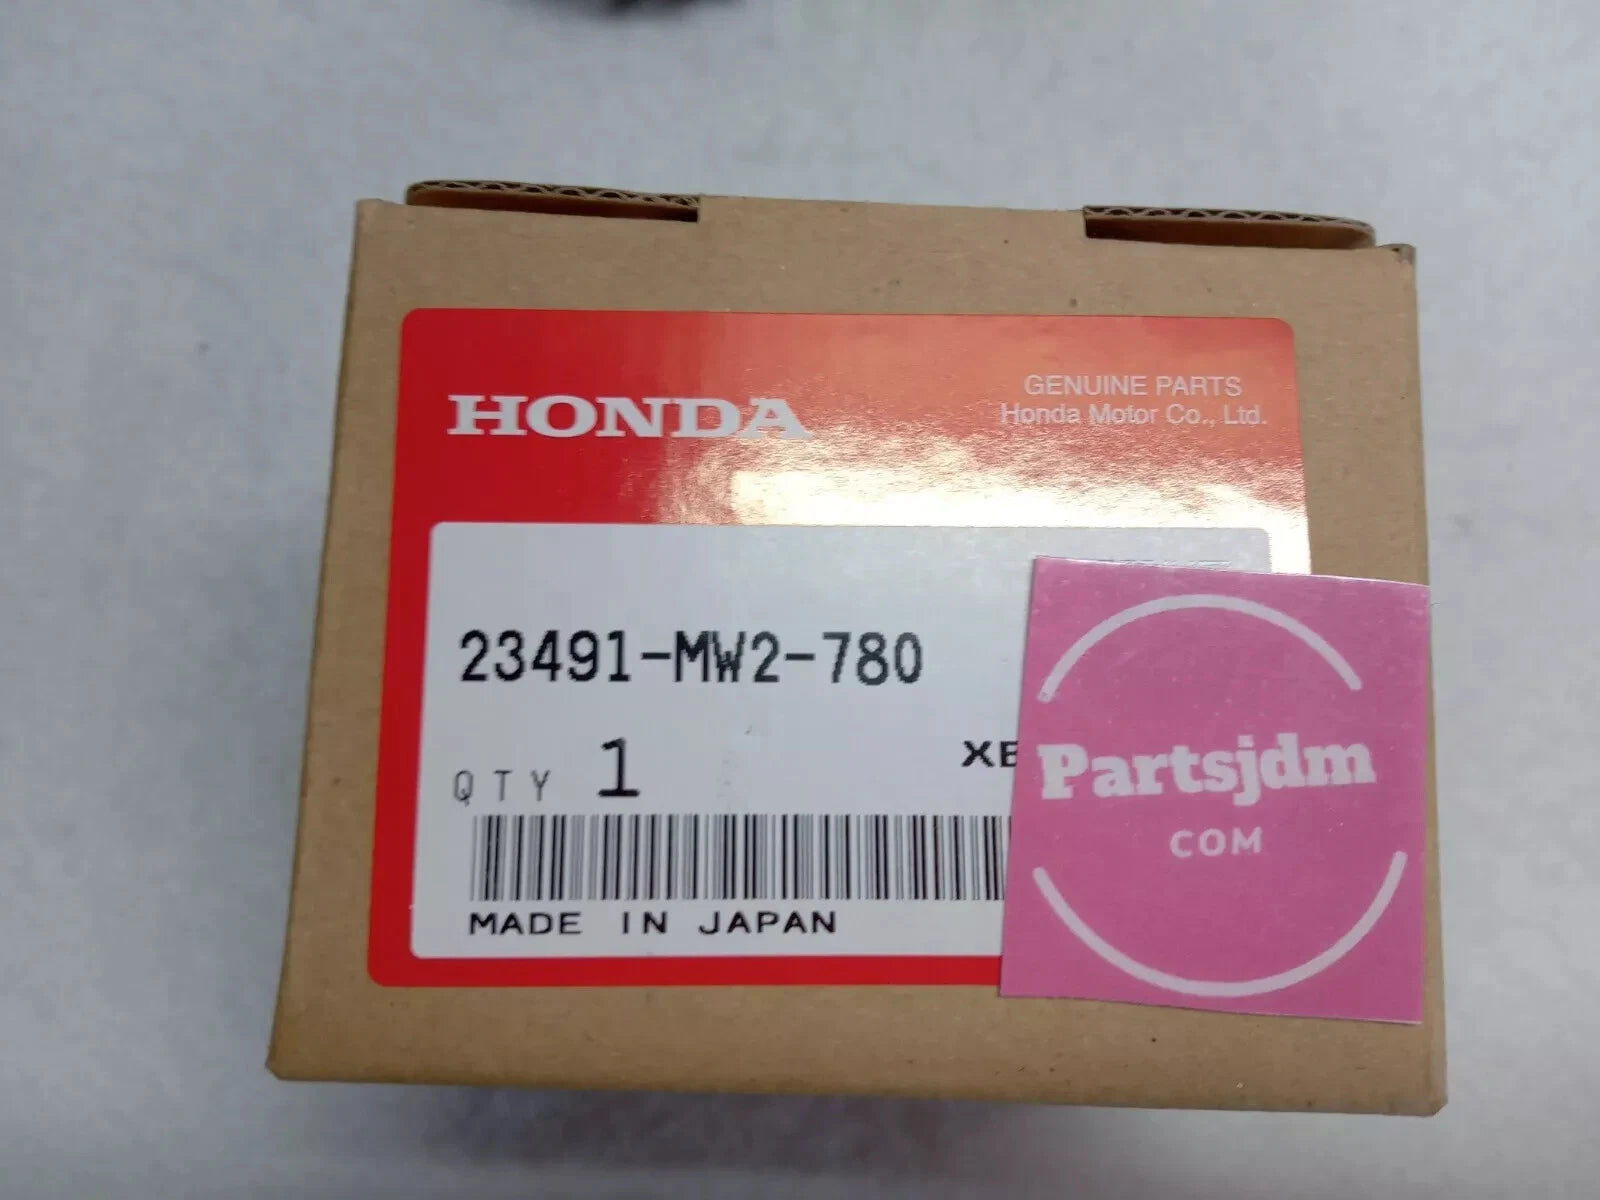 HONDA
GENUINE PARTS
Honda Motor Co., Ltd.
23491-MW2-780
QTY 1
Partsjdm
COM
MADE IN JAPAN